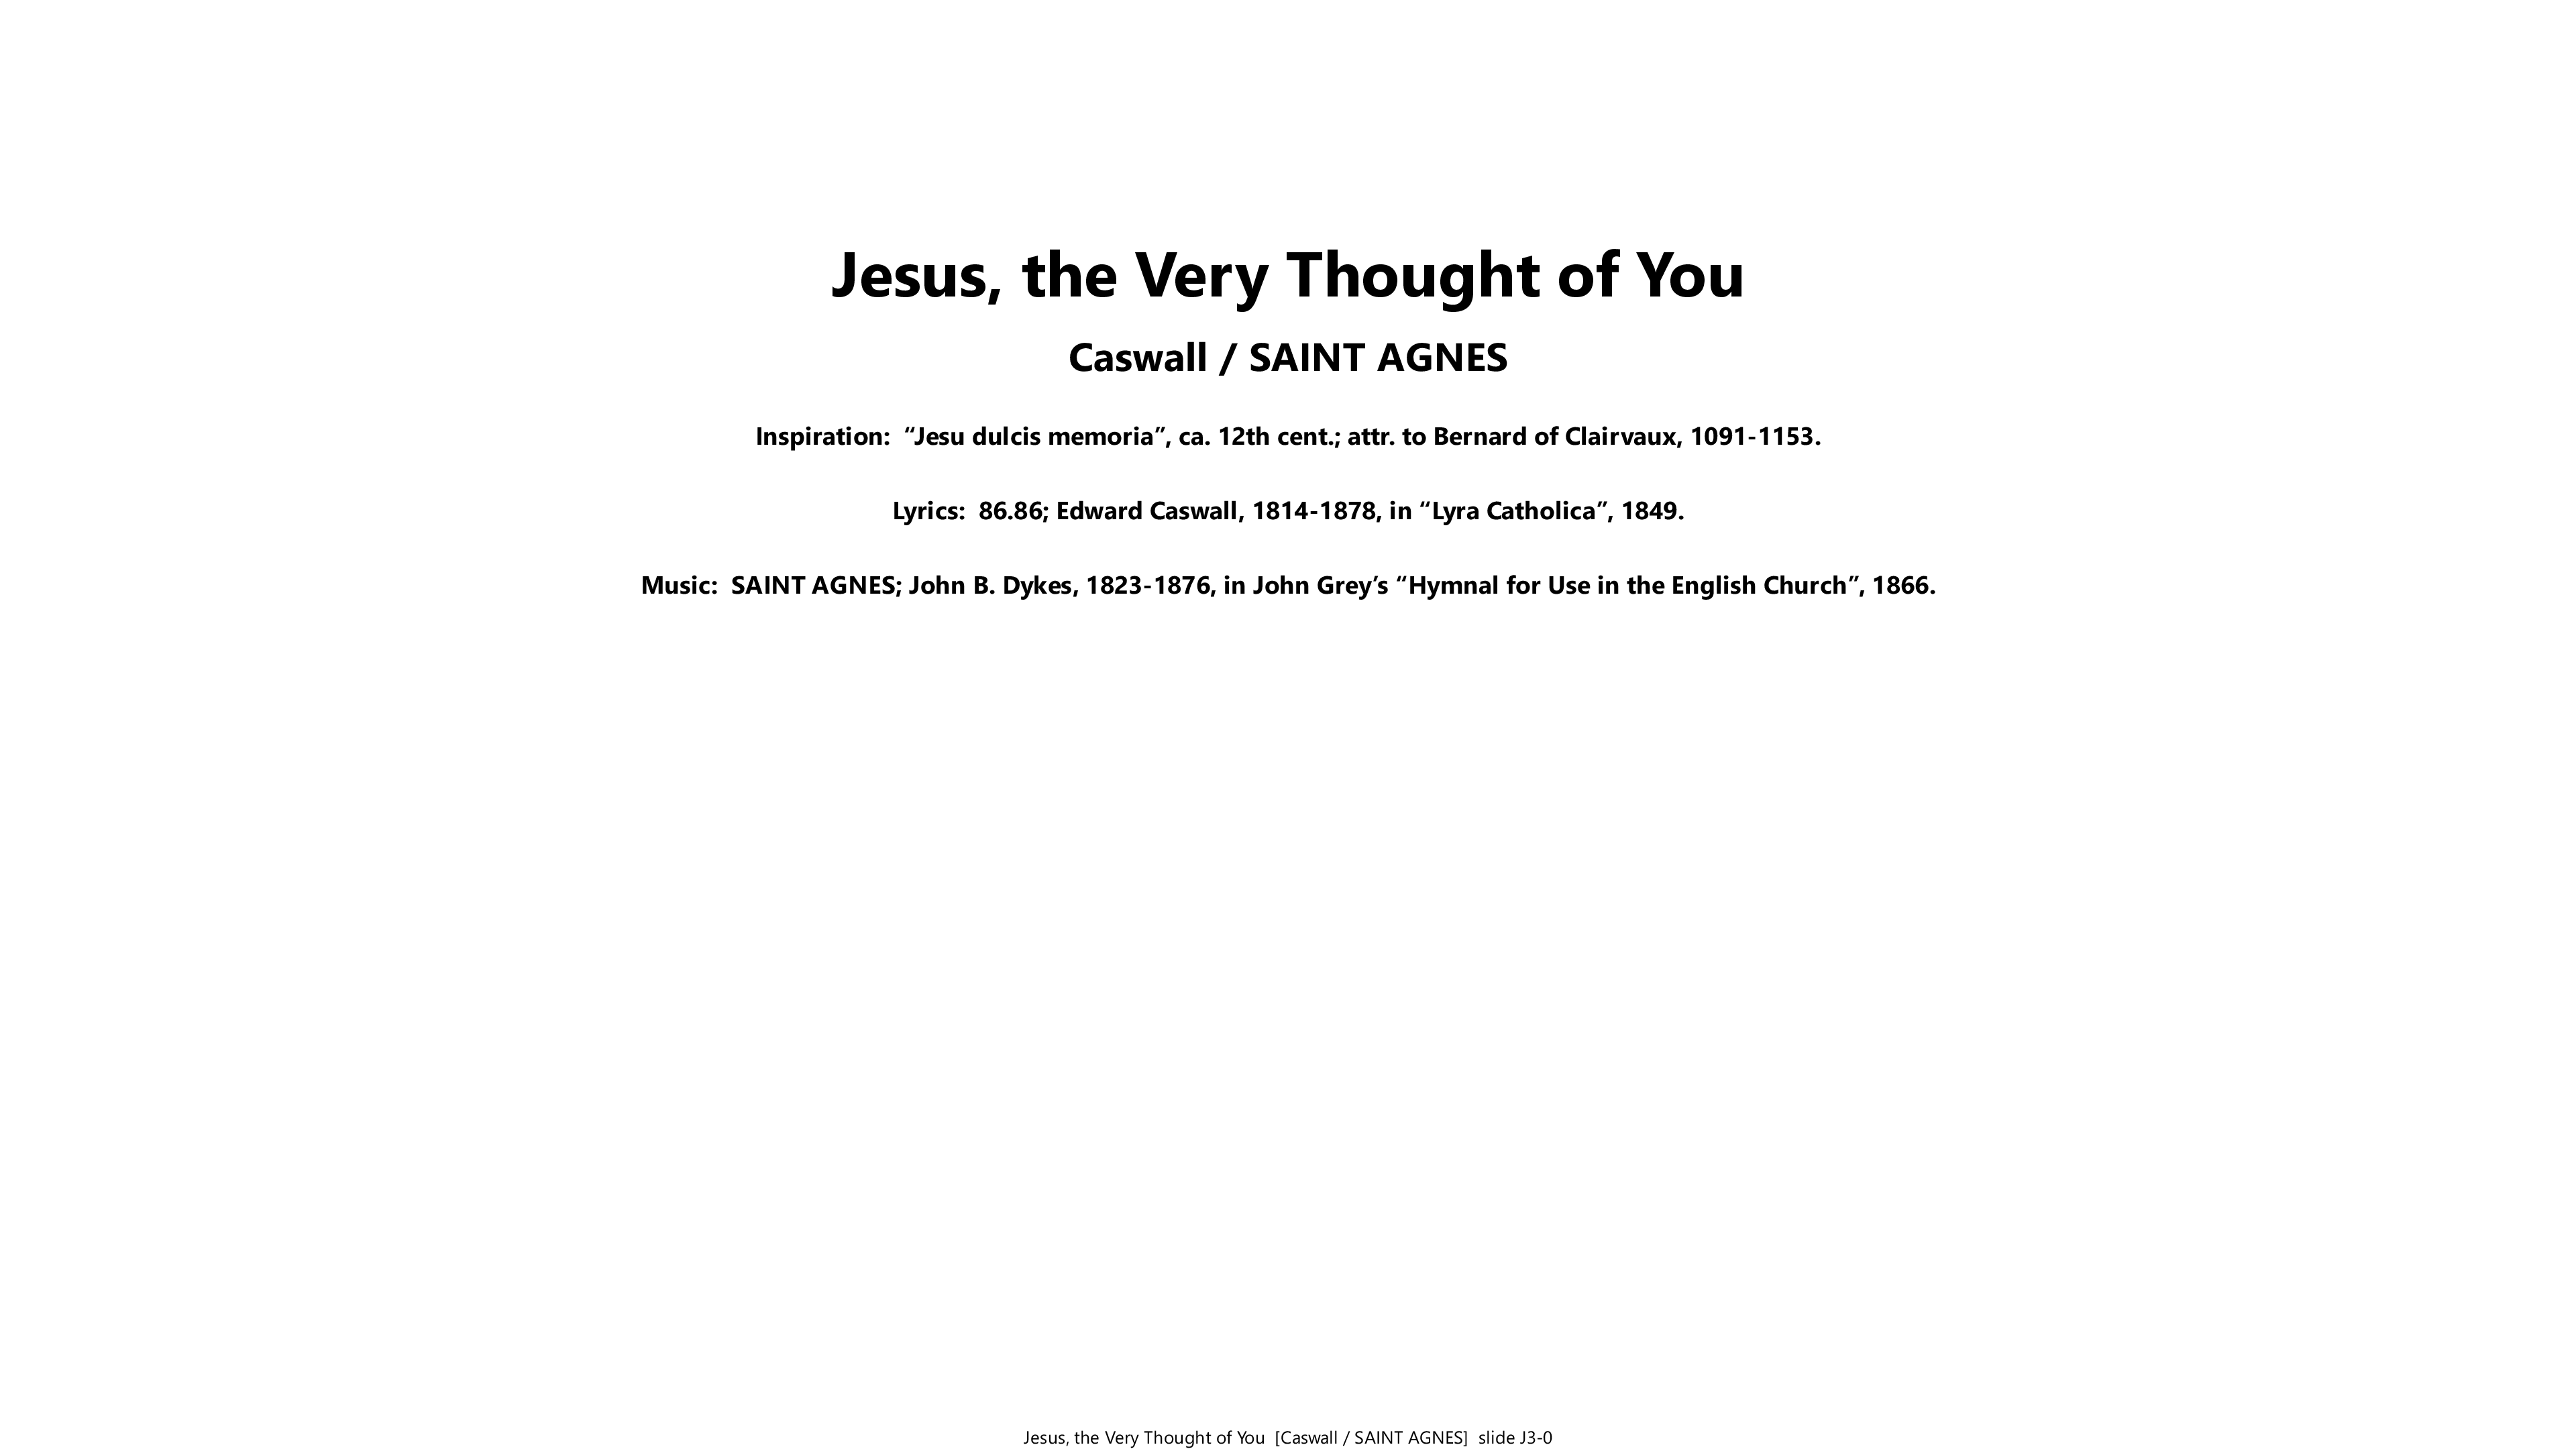 Jesus, the Very Thought of You
Caswall / SAINT AGNES
Inspiration:  “Jesu dulcis memoria”, ca. 12th cent.; attr. to Bernard of Clairvaux, 1091-1153.
Lyrics:  86.86; Edward Caswall, 1814-1878, in “Lyra Catholica”, 1849.
Music:  SAINT AGNES; John B. Dykes, 1823-1876, in John Grey’s “Hymnal for Use in the English Church”, 1866.
Jesus, the Very Thought of You  [Caswall / SAINT AGNES]  slide J3-0